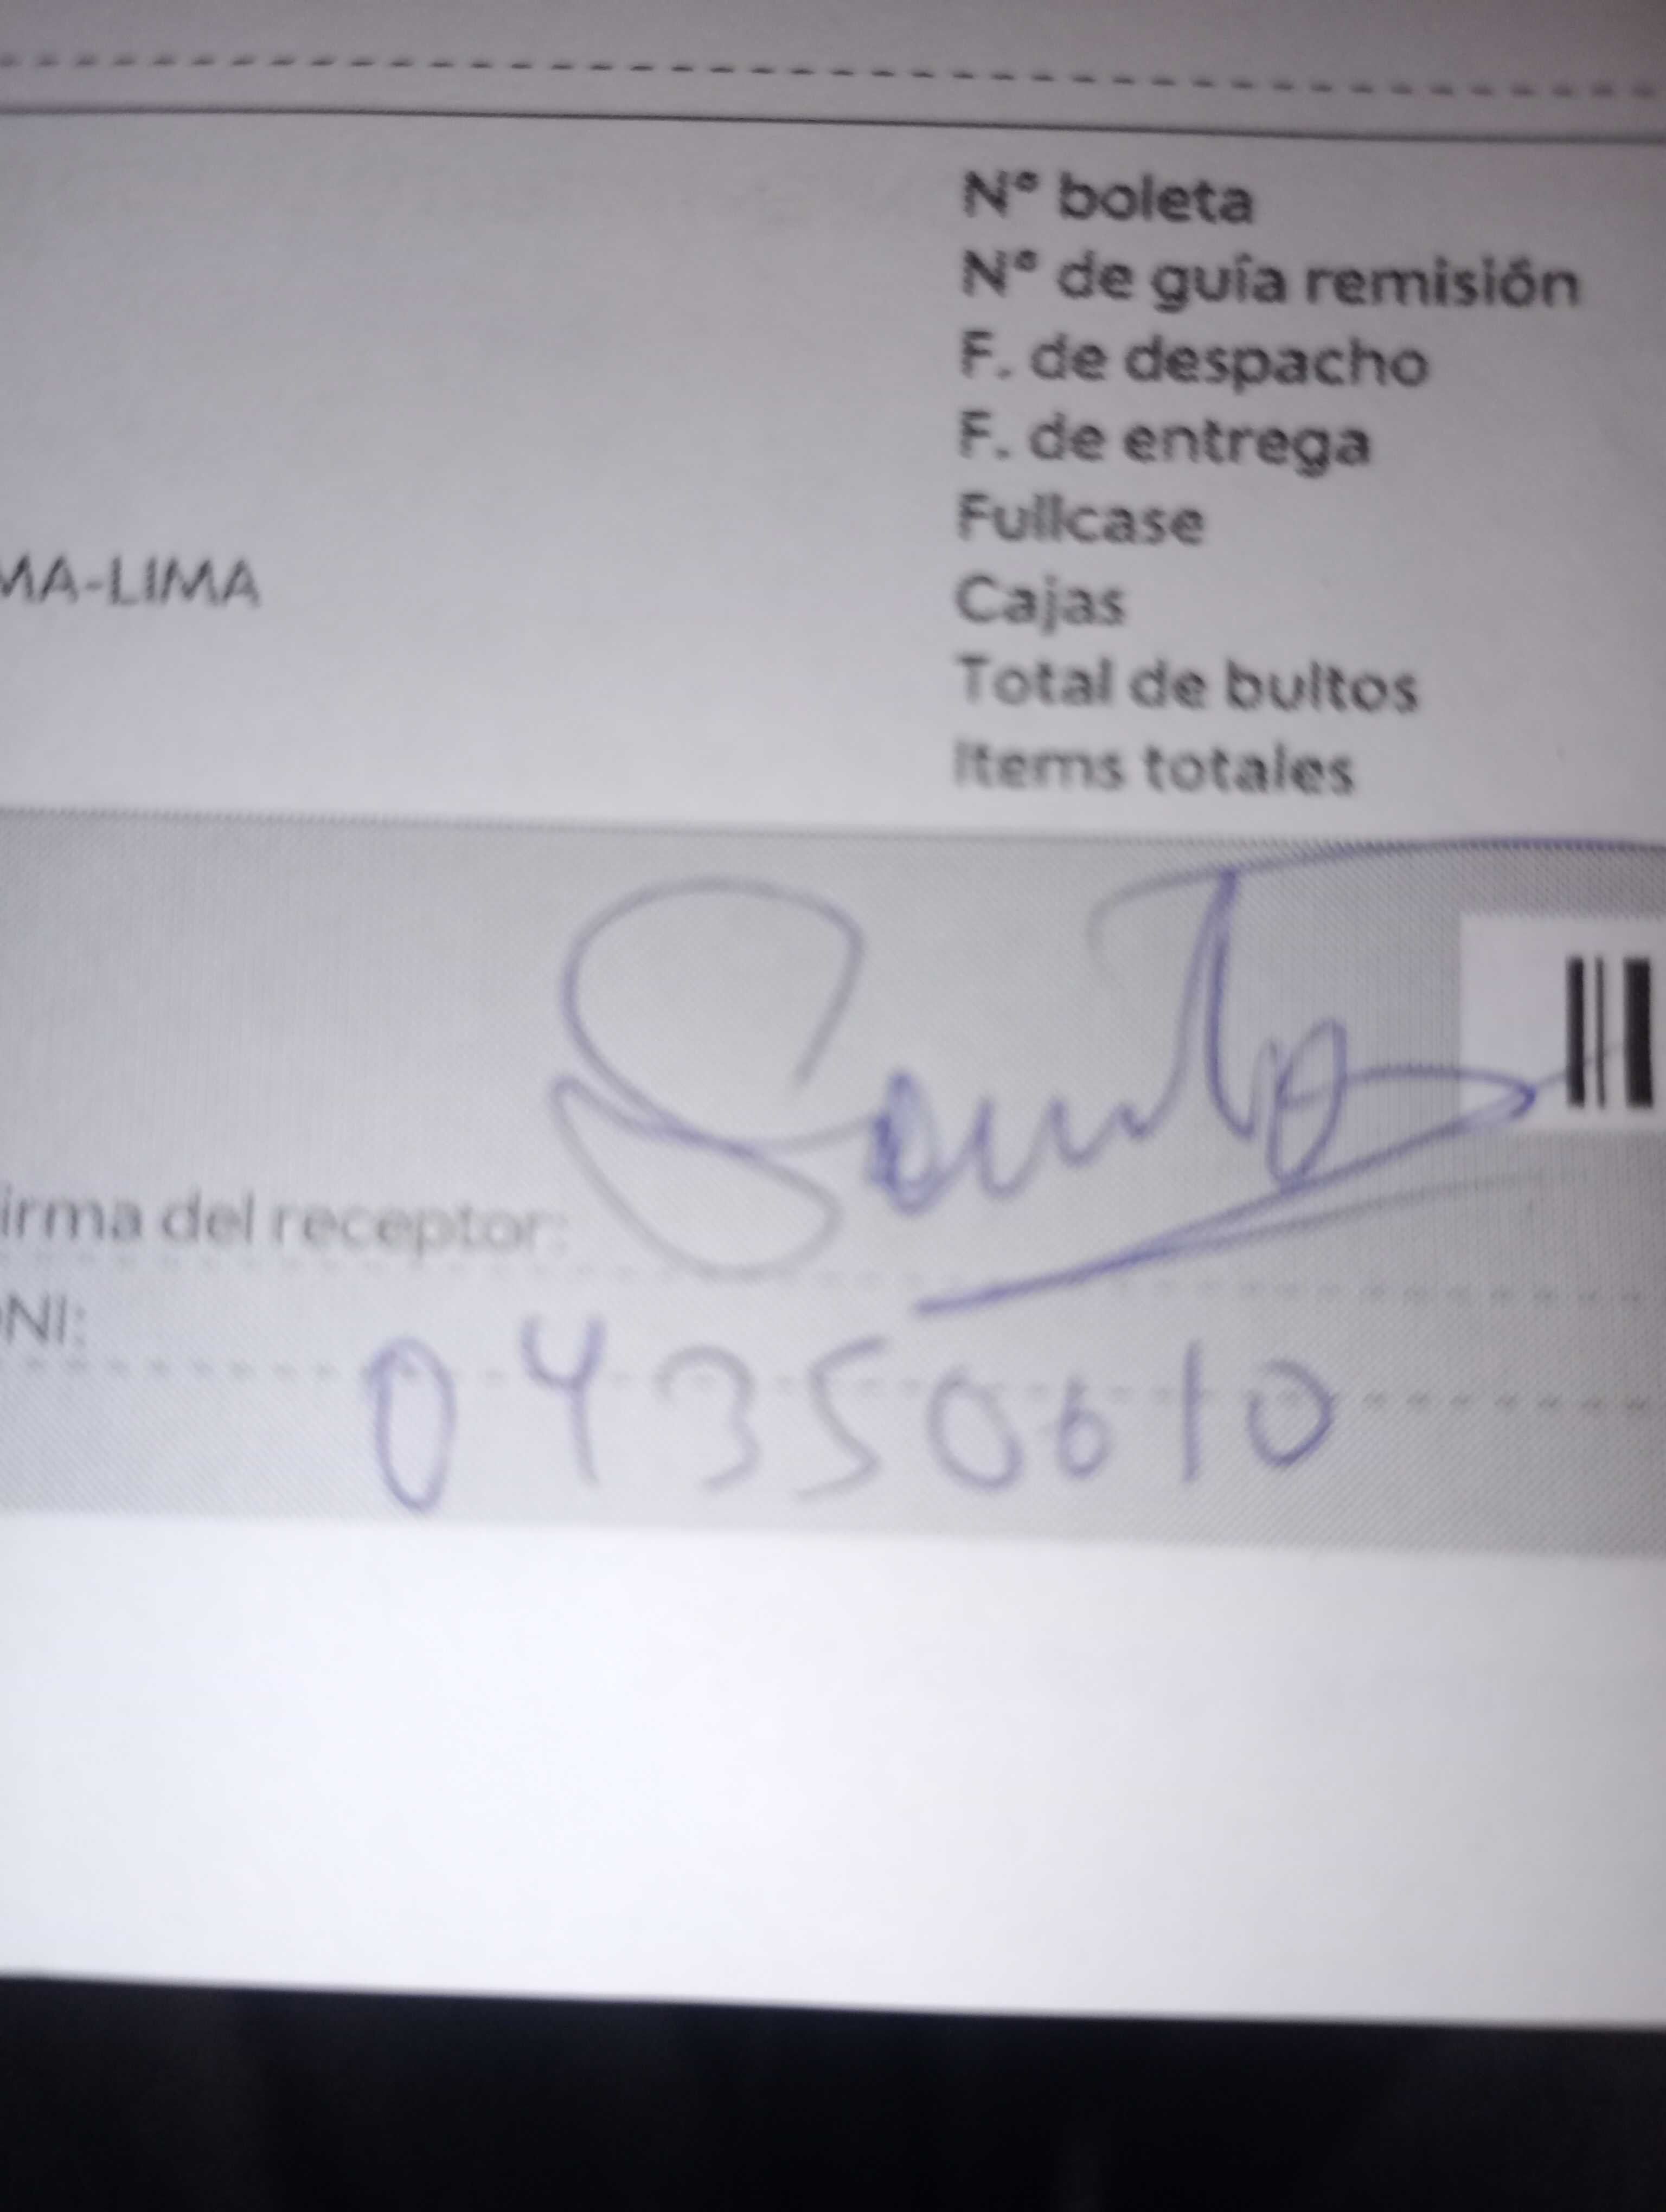 N° boleta
N° de guía remisión
F. de despacho
F. de entrega
Fullcase
MA-LIMA
Cajas
Total de bultos
Items totales
irma del receptor:
NI:
04350610